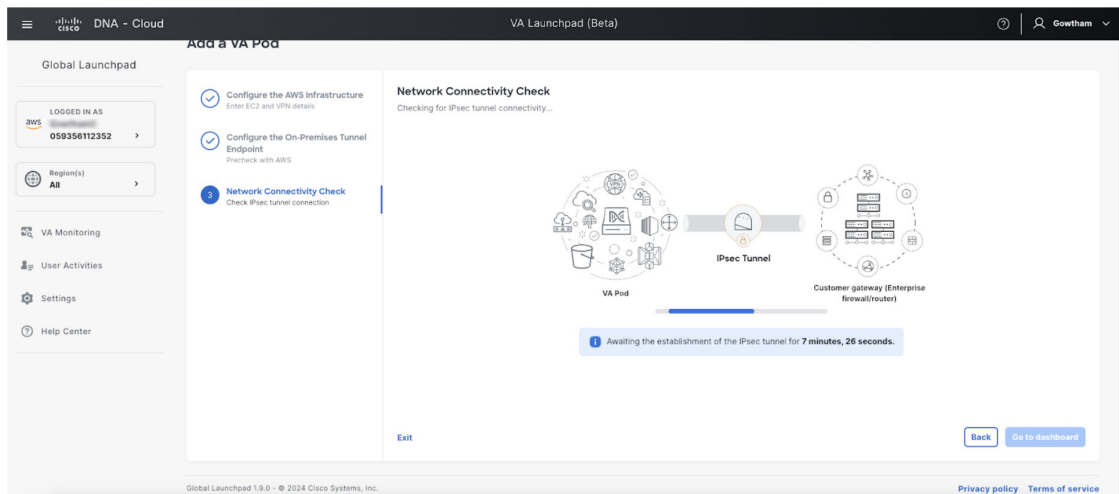 CISCO DNA - Cloud
VA Launchpad (Beta)
Gowtham
Add a VA Pod
Global Launchpad
LOGGED IN AS
aws
059356112352
Region(s)
All
VA Monitoring
User Activities
Settings
Help Center
Configure the AWS Infrastructure
Enter EC2 and VPN details
Configure the On-Premises Tunnel
Endpoint
Precheck with AWS
3 Network Connectivity Check
Check IPsec tunnel connection
Network Connectivity Check
Checking for IPsec tunnel connectivity...
VPN
IPsec Tunnel
VA Pod
Customer gateway (Enterprise
firewall/router)
Awaiting the establishment of the IPsec tunnel for 7 minutes, 26 seconds.
Exit
Back
Go to dashboard
Global Launchpad 1.9.0 - © 2024 Cisco Systems, Inc.
Privacy policy Terms of service